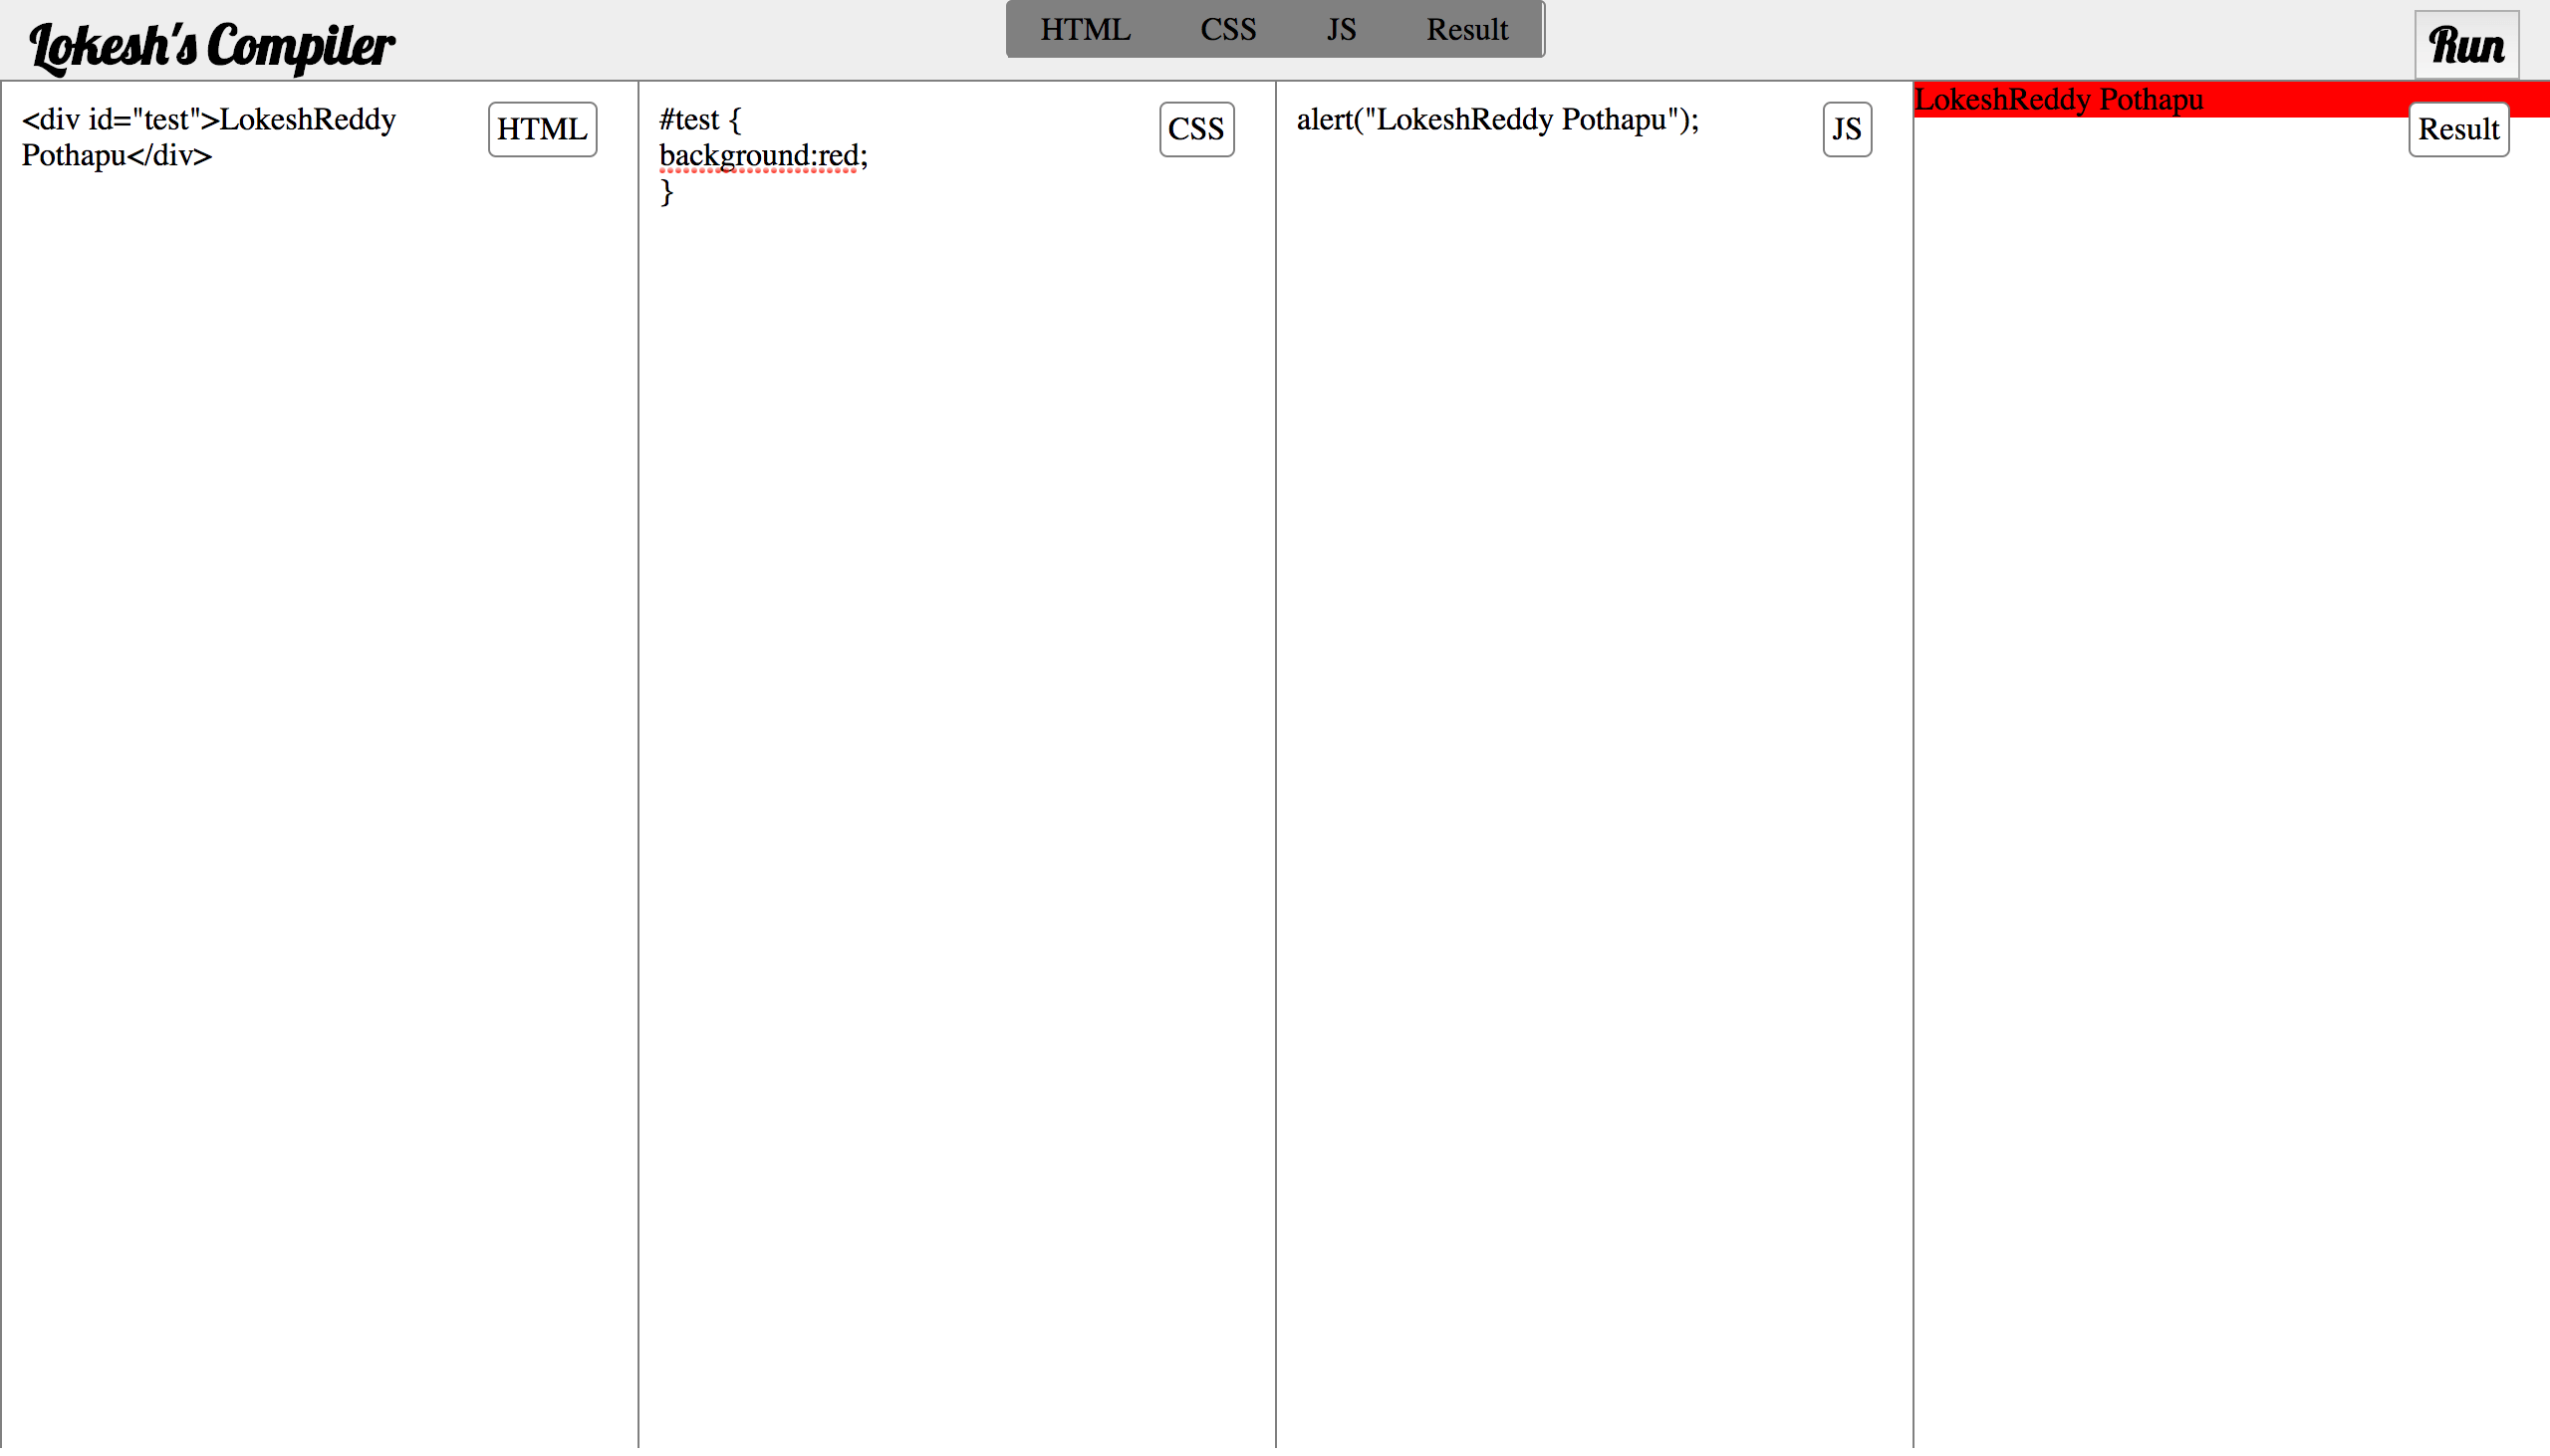 Lokesh's Compiler
HTML CSS JS Result
Run
<div id="test">LokeshReddy
Pothapu</div>
HTML
#test {
background:red;
}
CSS
alert("LokeshReddy Pothapu");
JS
LokeshReddy Pothapu
Result